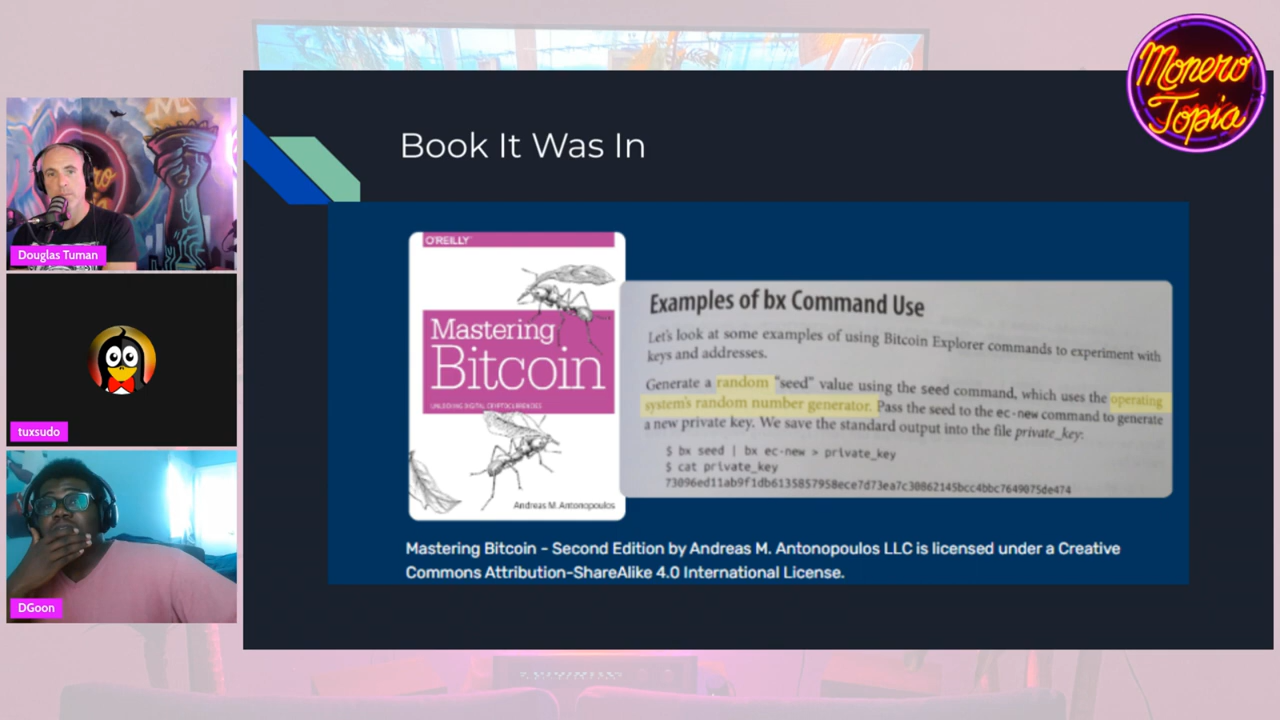 Monero
Topia
Book It Was In
O'REILLY
Mastering
Bitcoin
UNLOCKING DIGITAL CRYPTOCURRENCIES
Andreas M. Antonopoulos
Examples of bx Command Use
Let's look at some examples of using Bitcoin Explorer commands to experiment with
keys and addresses.
Generate a random "seed" value using the seed command, which uses the operating
system's random number generator. Pass the seed to the ec-new command to generate
a new private key. We save the standard output into the file private_key:
$ bx seed | bx ec-new > private_key
$ cat private_key
73096ed11ab9f1db6135857958ece7d73ea7c30862145bcc4bbc7649075de474
Mastering Bitcoin - Second Edition by Andreas M. Antonopoulos LLC is licensed under a Creative
Commons Attribution-ShareAlike 4.0 International License.
Douglas Tuman
tuxsudo
DGoon